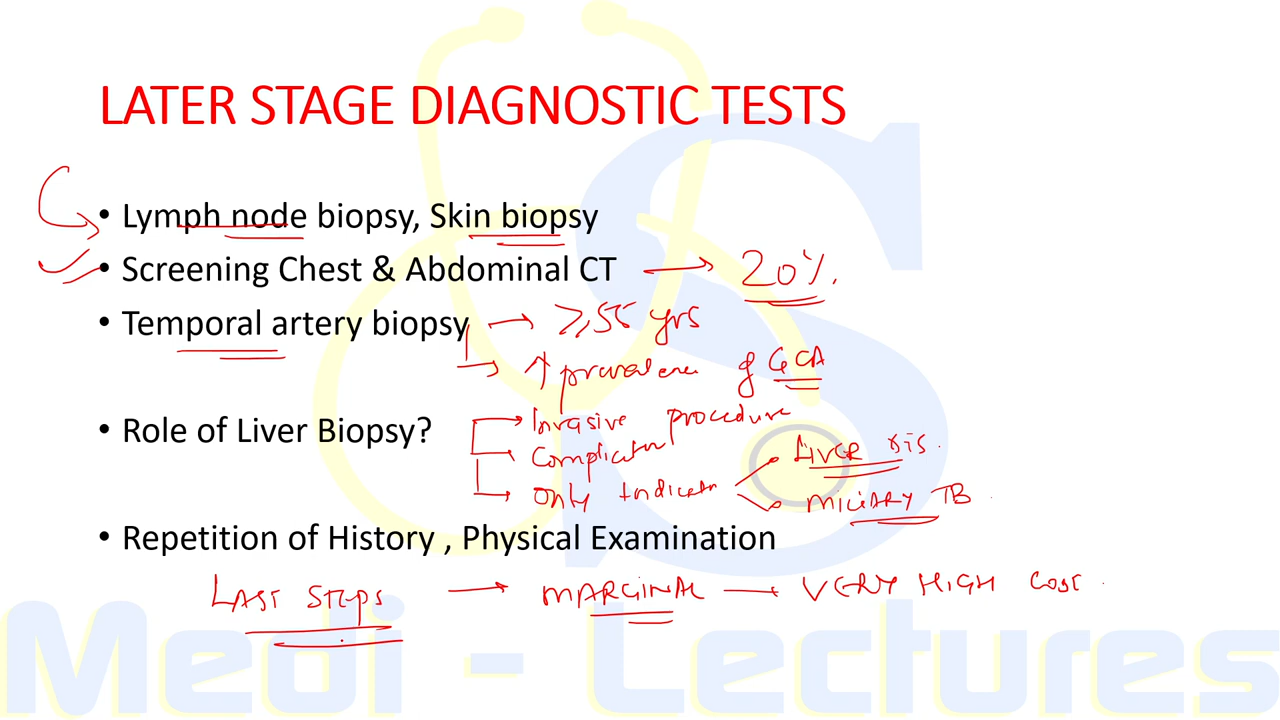 LATER STAGE DIAGNOSTIC TESTS
• Lymph node biopsy, Skin biopsy
• Screening Chest & Abdominal CT → 20%.
• Temporal artery biopsy → ≥55 yrs
→ ↑ prevalence of GCA
• Role of Liver Biopsy? → Invasive procedure
→ Complication
→ Only Indication → LIVER dis.
→ MILIARY TB
• Repetition of History , Physical Examination
LAST STEPS → MARGINAL → VERY HIGH COST
Medi - Lectures